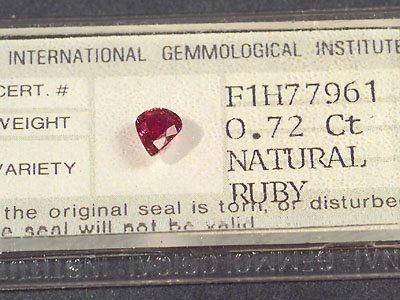 INTERNATIONAL GEMMOLOGICAL INSTITUTE
CERT. # F1H77961
WEIGHT 0.72 Ct
VARIETY NATURAL
RUBY
the original seal is torn, or disturbe
e seal will not be valid